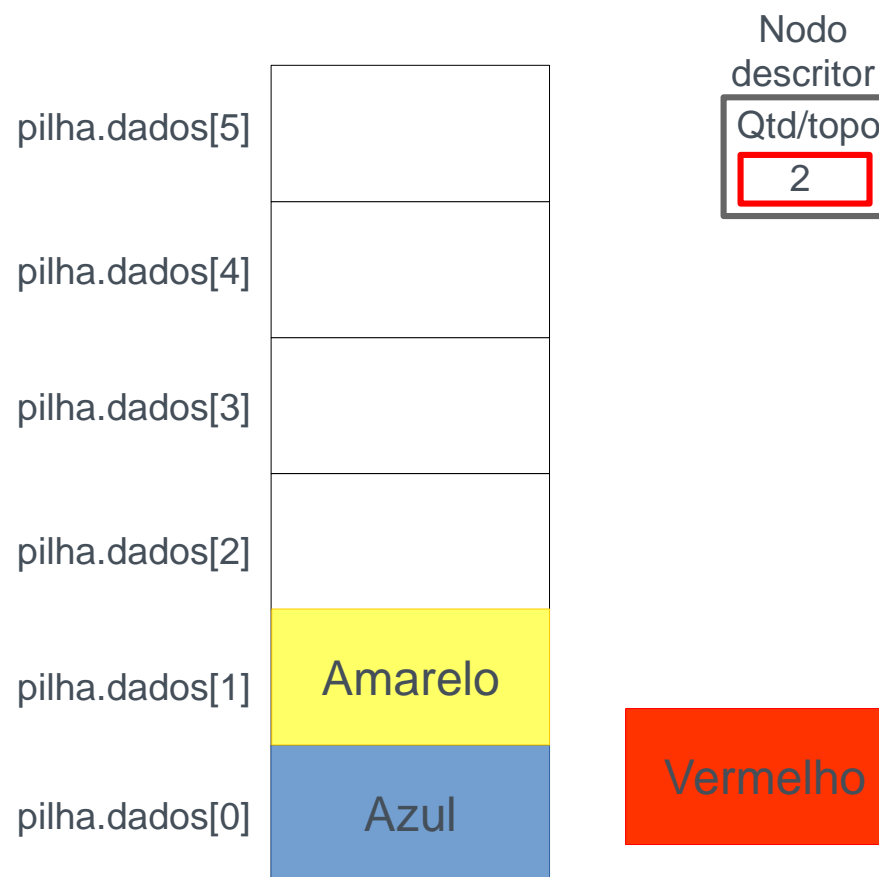 Nodo
descritor
Qtd/topo
2
pilha.dados[5]
pilha.dados[4]
pilha.dados[3]
pilha.dados[2]
pilha.dados[1]
Amarelo
Vermelho
pilha.dados[0]
Azul